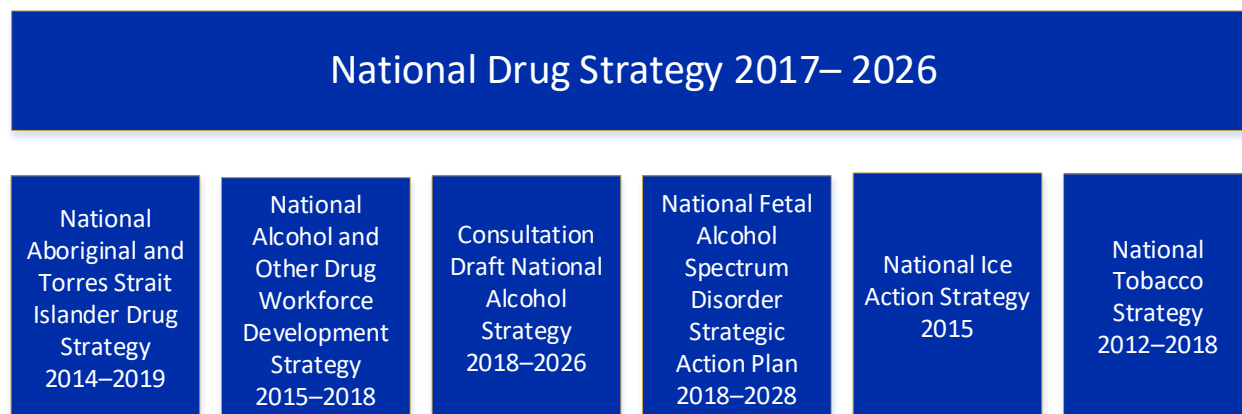 National Drug Strategy 2017– 2026
National
Aboriginal and
Torres Strait
Islander Drug
Strategy
2014–2019
National
Alcohol and
Other Drug
Workforce
Development
Strategy
2015–2018
Consultation
Draft National
Alcohol
Strategy
2018–2026
National Fetal
Alcohol
Spectrum
Disorder
Strategic
Action Plan
2018–2028
National Ice
Action Strategy
2015
National
Tobacco
Strategy
2012–2018